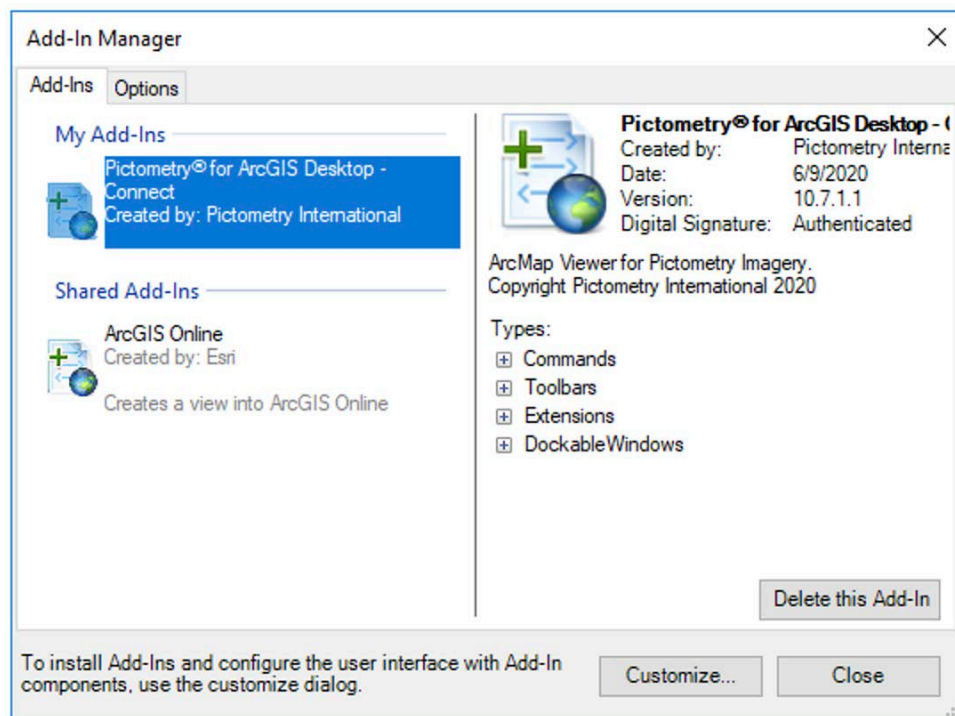 Add-In Manager
Add-Ins
Options
My Add-Ins
Pictometry® for ArcGIS Desktop -
Connect
Created by: Pictometry International
Shared Add-Ins
ArcGIS Online
Created by: Esri
Creates a view into ArcGIS Online
Pictometry® for ArcGIS Desktop - 
Created by: Pictometry Interna
Date: 6/9/2020
Version: 10.7.1.1
Digital Signature: Authenticated
ArcMap Viewer for Pictometry Imagery.
Copyright Pictometry International 2020
Types:
Commands
Toolbars
Extensions
DockableWindows
Delete this Add-In
To install Add-Ins and configure the user interface with Add-In
components, use the customize dialog.
Customize...
Close